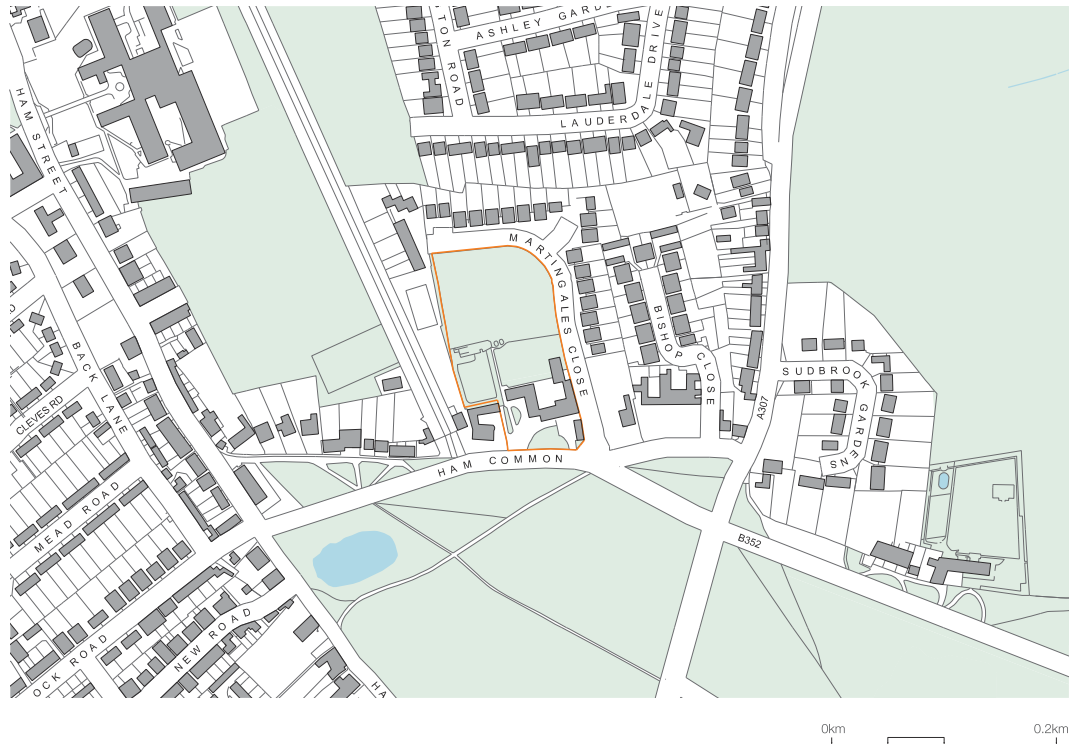 TON ROAD
ASHLEY GARD
LAUDERDALE DRIVE
HAM STREET
MARTINGALES CLOSE
BISHOP CLOSE
SUDBROOK GARDENS
A307
BACK LANE
CLEVES RD
HAM COMMON
MEAD ROAD
B352
NEW ROAD
OCK ROAD
HA
0km
0.2km